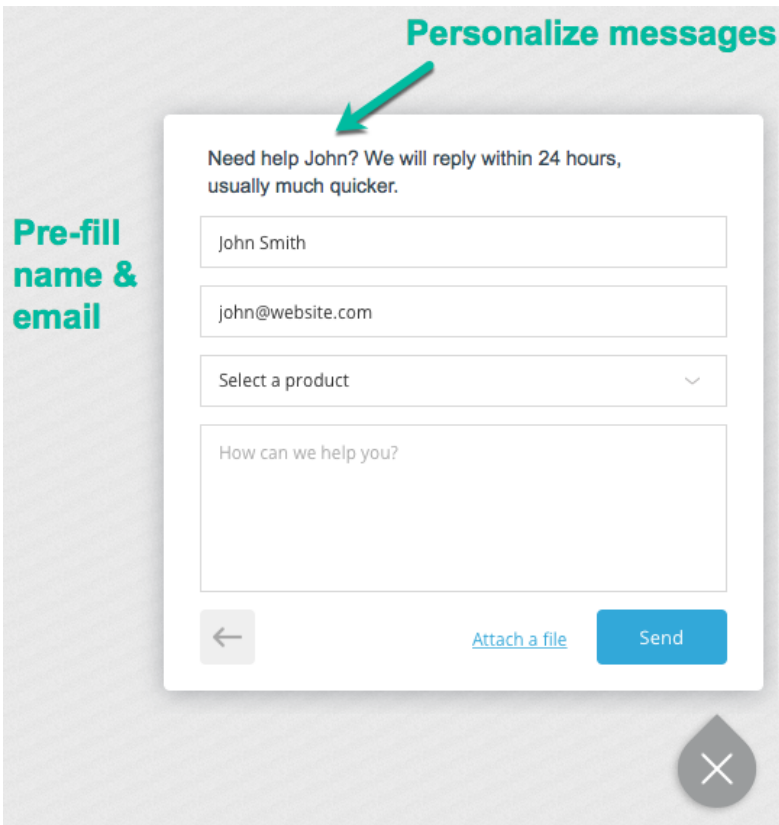 Personalize messages
Need help John? We will reply within 24 hours,
usually much quicker.
Pre-fill
name &
email
John Smith
john@website.com
Select a product
How can we help you?
Attach a file
Send